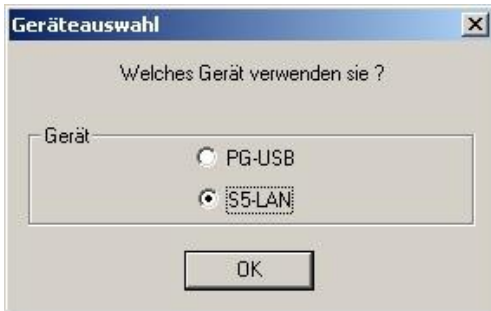 Geräteauswahl
Welches Gerät verwenden sie ?
Gerät
PG-USB
S5-LAN
OK